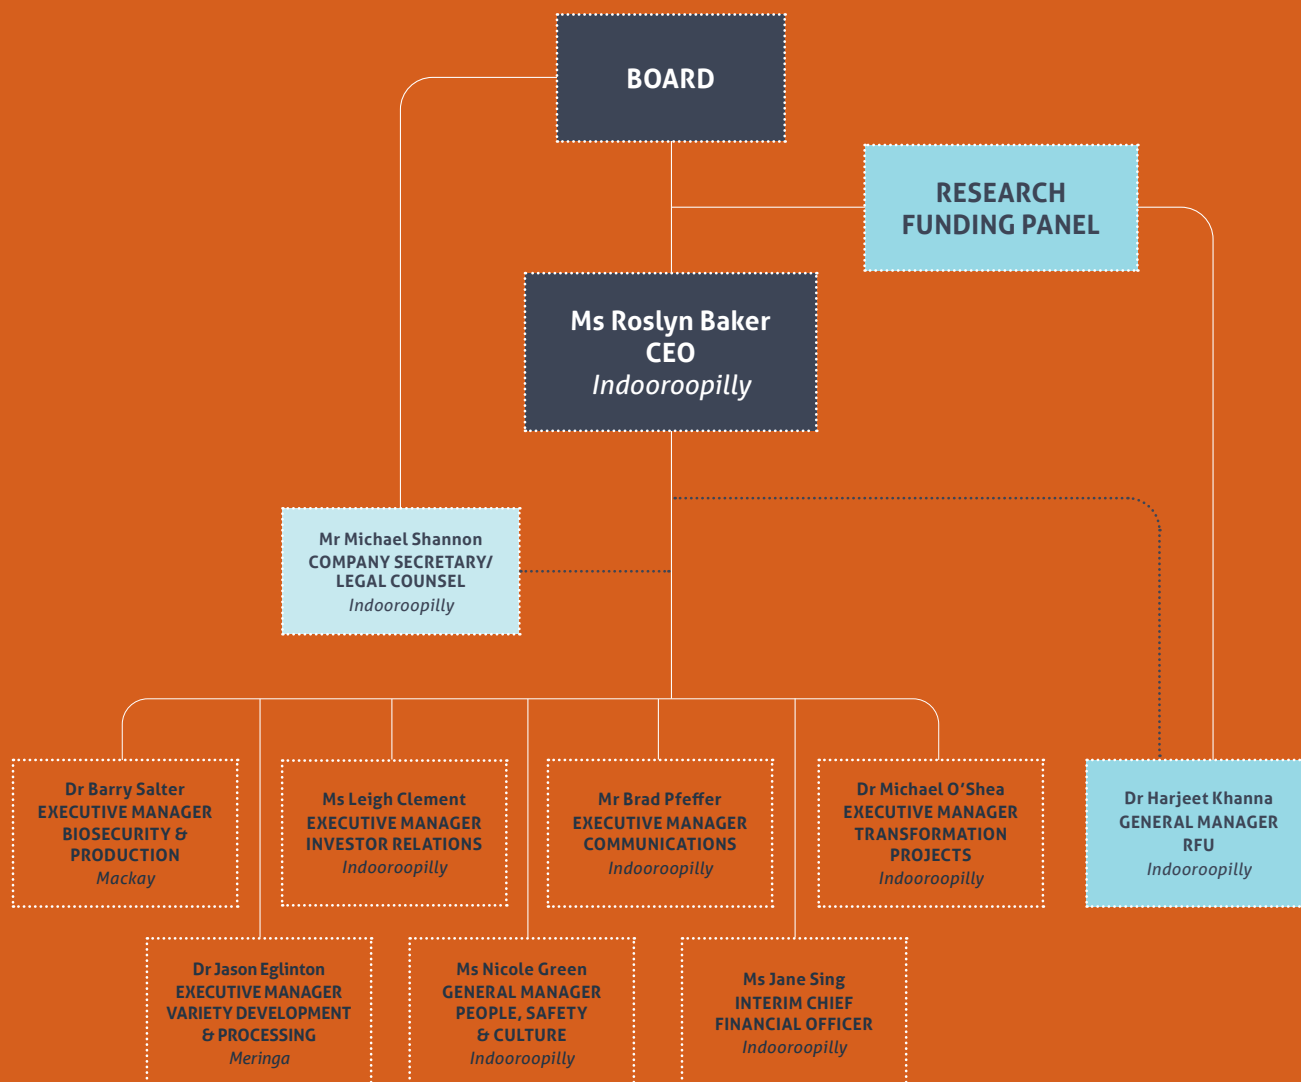 BOARD
RESEARCH
FUNDING PANEL
Ms Roslyn Baker
CEO
Indooroopilly
Mr Michael Shannon
COMPANY SECRETARY/
LEGAL COUNSEL
Indooroopilly
Dr Barry Salter
EXECUTIVE MANAGER
BIOSECURITY &
PRODUCTION
Mackay
Ms Leigh Clement
EXECUTIVE MANAGER
INVESTOR RELATIONS
Indooroopilly
Mr Brad Pfeffer
EXECUTIVE MANAGER
COMMUNICATIONS
Indooroopilly
Dr Michael O’Shea
EXECUTIVE MANAGER
TRANSFORMATION
PROJECTS
Indooroopilly
Dr Harjeet Khanna
GENERAL MANAGER
RFU
Indooroopilly
Dr Jason Eglinton
EXECUTIVE MANAGER
VARIETY DEVELOPMENT
& PROCESSING
Meringa
Ms Nicole Green
GENERAL MANAGER
PEOPLE, SAFETY
& CULTURE
Indooroopilly
Ms Jane Sing
INTERIM CHIEF
FINANCIAL OFFICER
Indooroopilly